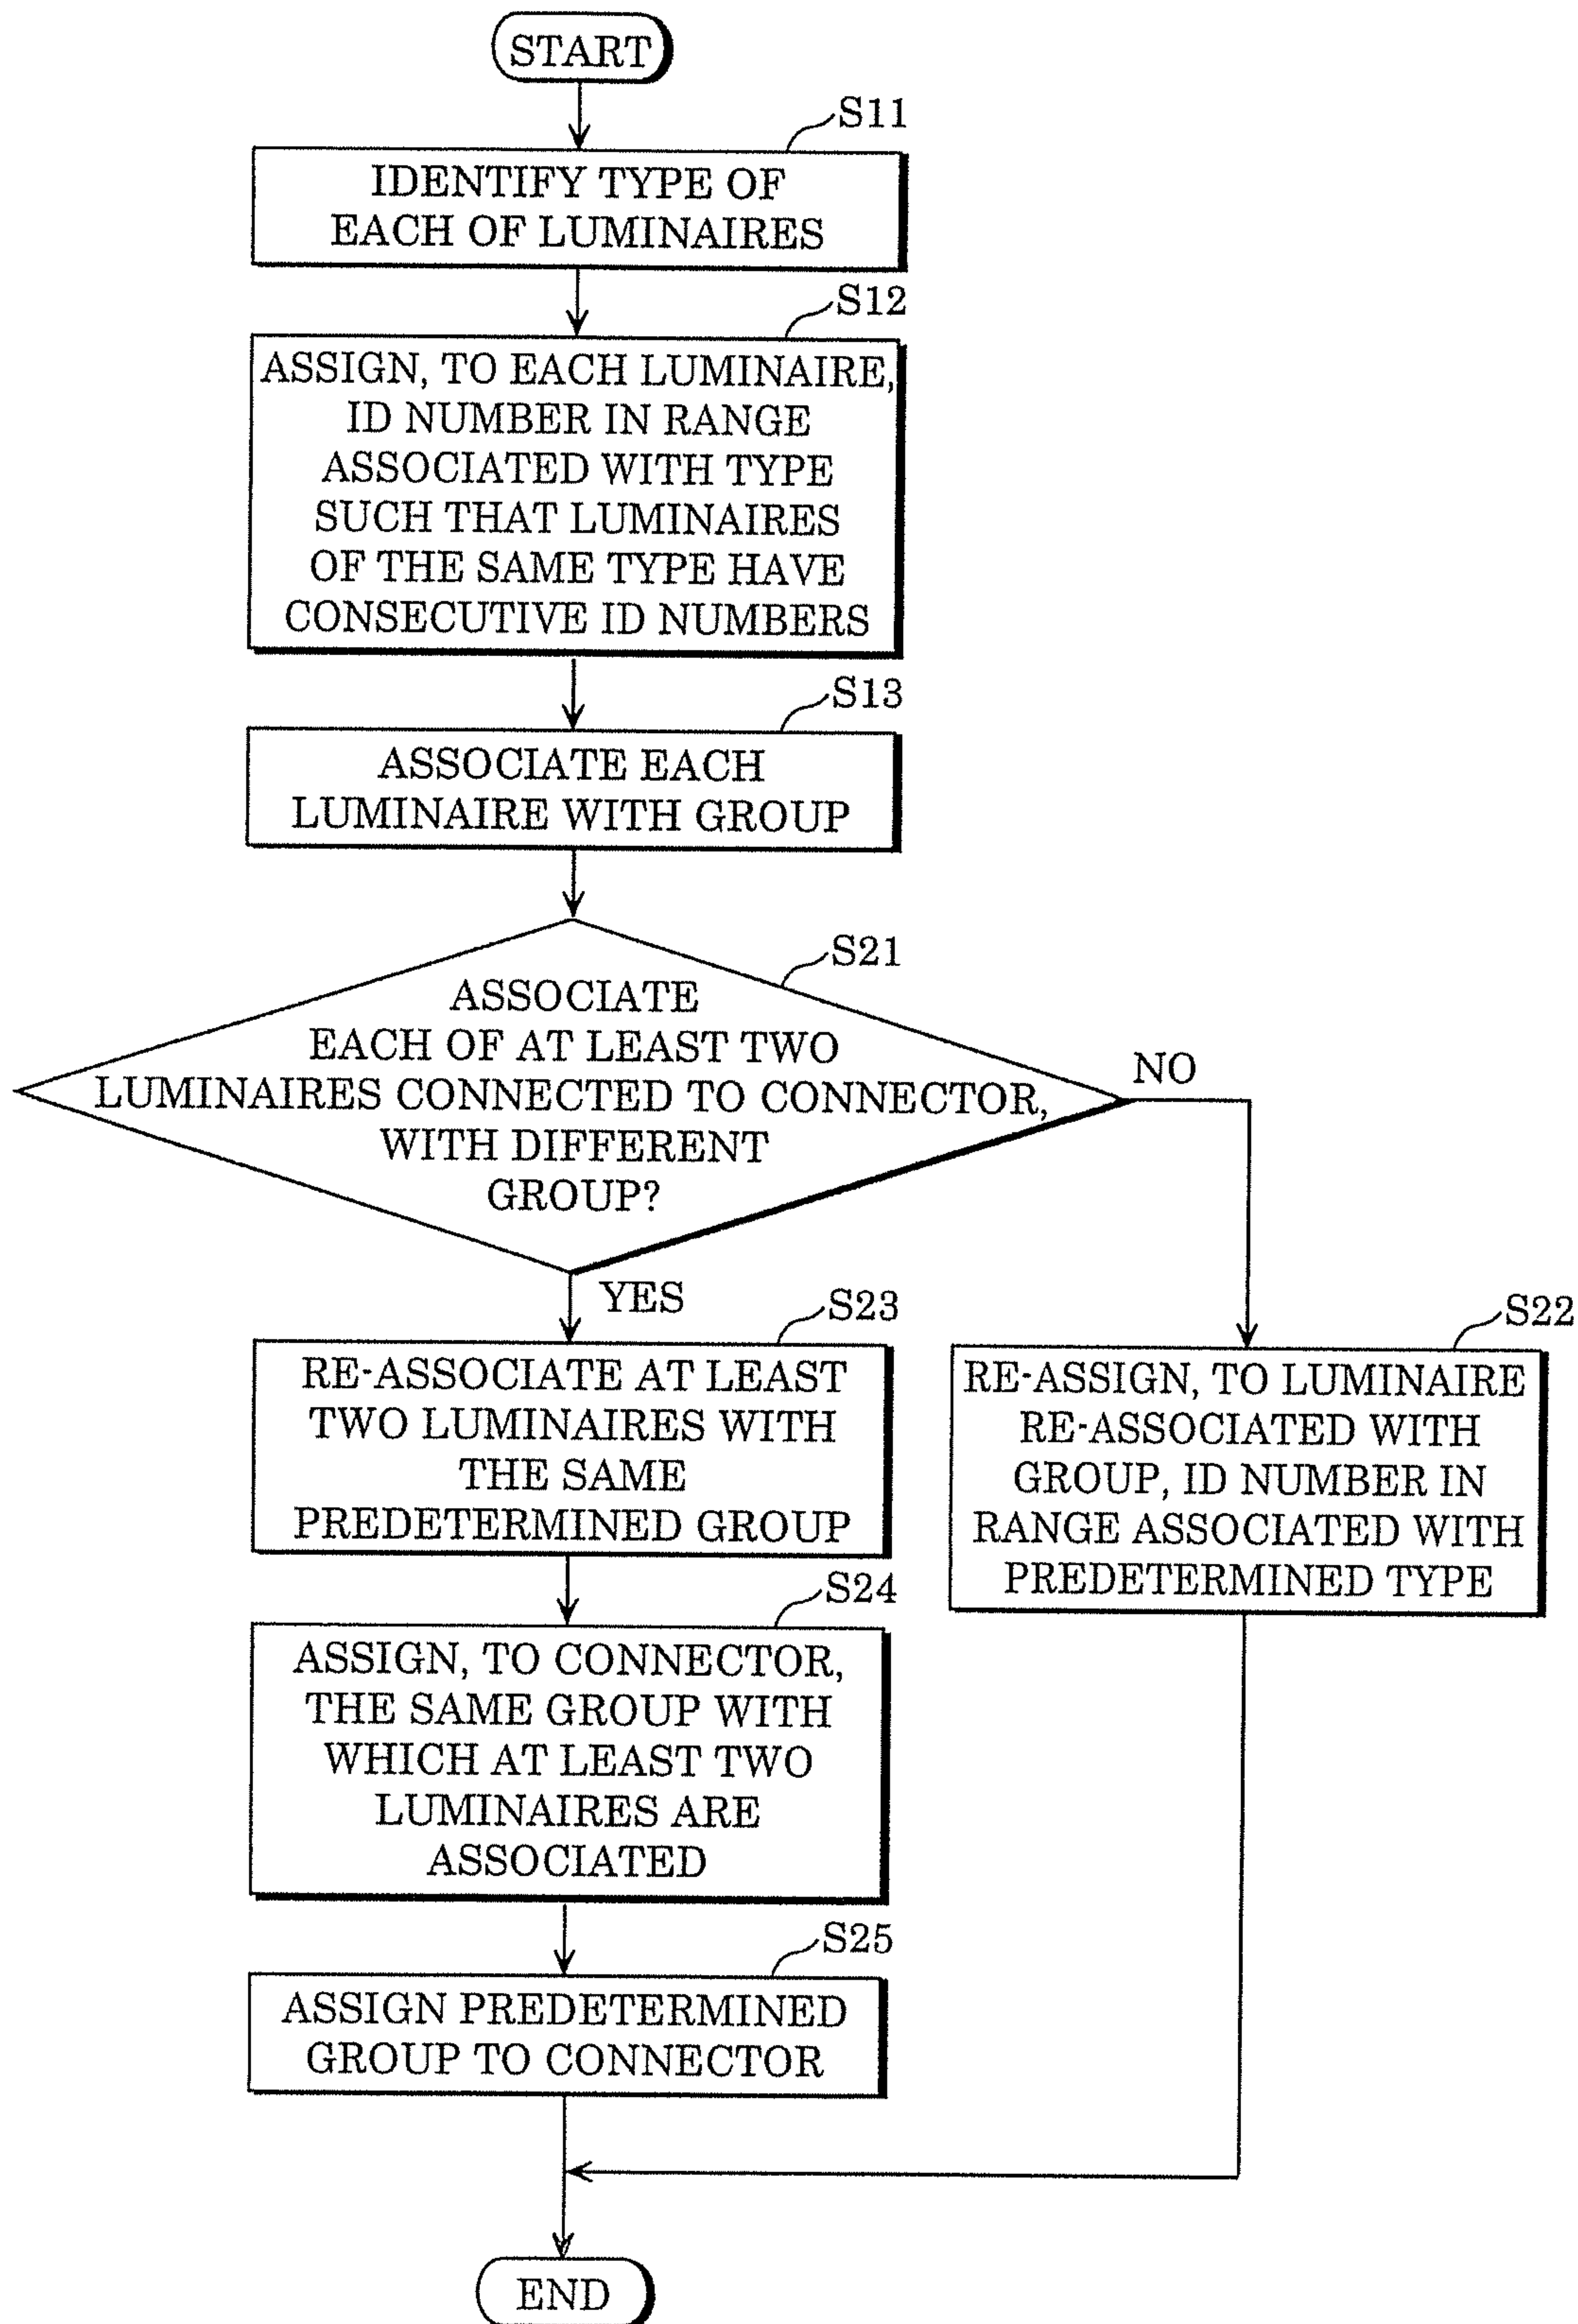 START
S11
IDENTIFY TYPE OF
EACH OF LUMINAIRES
S12
ASSIGN, TO EACH LUMINAIRE,
ID NUMBER IN RANGE
ASSOCIATED WITH TYPE
SUCH THAT LUMINAIRES
OF THE SAME TYPE HAVE
CONSECUTIVE ID NUMBERS
S13
ASSOCIATE EACH
LUMINAIRE WITH GROUP
S21
ASSOCIATE
EACH OF AT LEAST TWO
LUMINAIRES CONNECTED TO CONNECTOR,
WITH DIFFERENT
GROUP?
NO
YES
S23
RE-ASSOCIATE AT LEAST
TWO LUMINAIRES WITH
THE SAME
PREDETERMINED GROUP
S22
RE-ASSIGN, TO LUMINAIRE
RE-ASSOCIATED WITH
GROUP, ID NUMBER IN
RANGE ASSOCIATED WITH
PREDETERMINED TYPE
S24
ASSIGN, TO CONNECTOR,
THE SAME GROUP WITH
WHICH AT LEAST TWO
LUMINAIRES ARE
ASSOCIATED
S25
ASSIGN PREDETERMINED
GROUP TO CONNECTOR
END